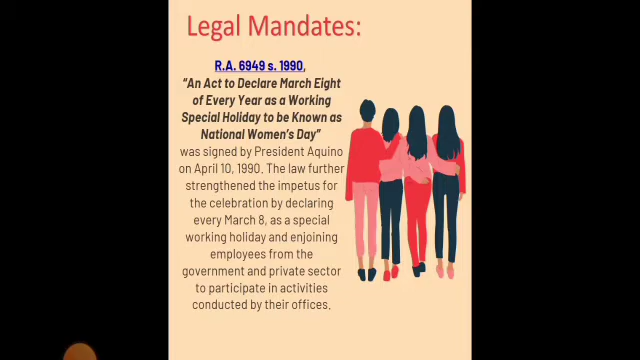 Legal Mandates:
R.A. 6949 s. 1990,
“An Act to Declare March Eight
of Every Year as a Working
Special Holiday to be Known as
National Women’s Day”
was signed by President Aquino
on April 10, 1990. The law further
strengthened the impetus for
the celebration by declaring
every March 8, as a special
working holiday and enjoining
employees from the
government and private sector
to participate in activities
conducted by their offices.